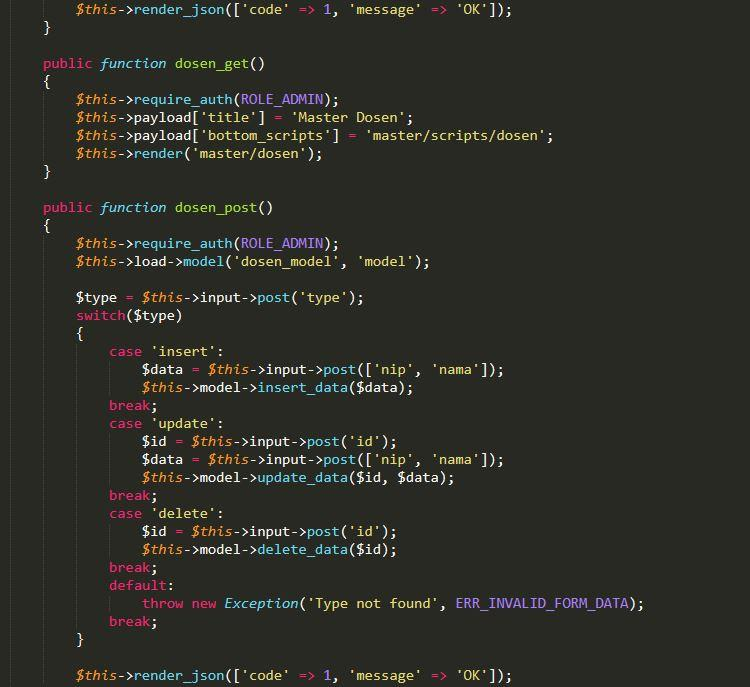 $this->render_json(['code' => 1, 'message' => 'OK']);
}
public function dosen_get()
{
$this->require_auth(ROLE_ADMIN);
$this->payload['title'] = 'Master Dosen';
$this->payload['bottom_scripts'] = 'master/scripts/dosen';
$this->render('master/dosen');
}
public function dosen_post()
{
$this->require_auth(ROLE_ADMIN);
$this->load->model('dosen_model', 'model');
$type = $this->input->post('type');
switch($type)
{
case 'insert':
$data = $this->input->post(['nip', 'nama']);
$this->model->insert_data($data);
break;
case 'update':
$id = $this->input->post('id');
$data = $this->input->post(['nip', 'nama']);
$this->model->update_data($id, $data);
break;
case 'delete':
$id = $this->input->post('id');
$this->model->delete_data($id);
break;
default:
throw new Exception('Type not found', ERR_INVALID_FORM_DATA);
break;
}
$this->render_json(['code' => 1, 'message' => 'OK']);